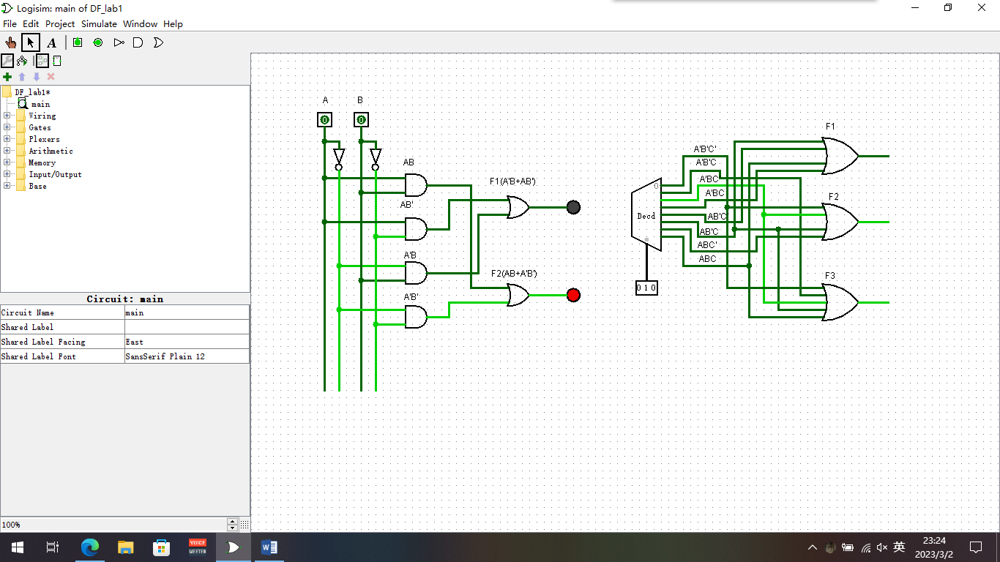 Logisim: main of DF_lab1
File Edit Project Simulate Window Help
A
DF_lab1*
main
Wiring
Gates
Plexers
Arithmetic
Memory
Input/Output
Base
Circuit: main
Circuit Name main
Shared Label
Shared Label Facing East
Shared Label Font SansSerif Plain 12
100%
A B
0 0
AB
AB'
A'B
A'B'
F1(A'B+AB')
F2(AB+A'B')
A'B'C'
A'B'C
A'BC
A'BC
AB'C
AB'C
ABC'
ABC
0
Decd
0 1 0
F1
F2
F3
VOICE
MEETER
W
英
23:24
2023/3/2